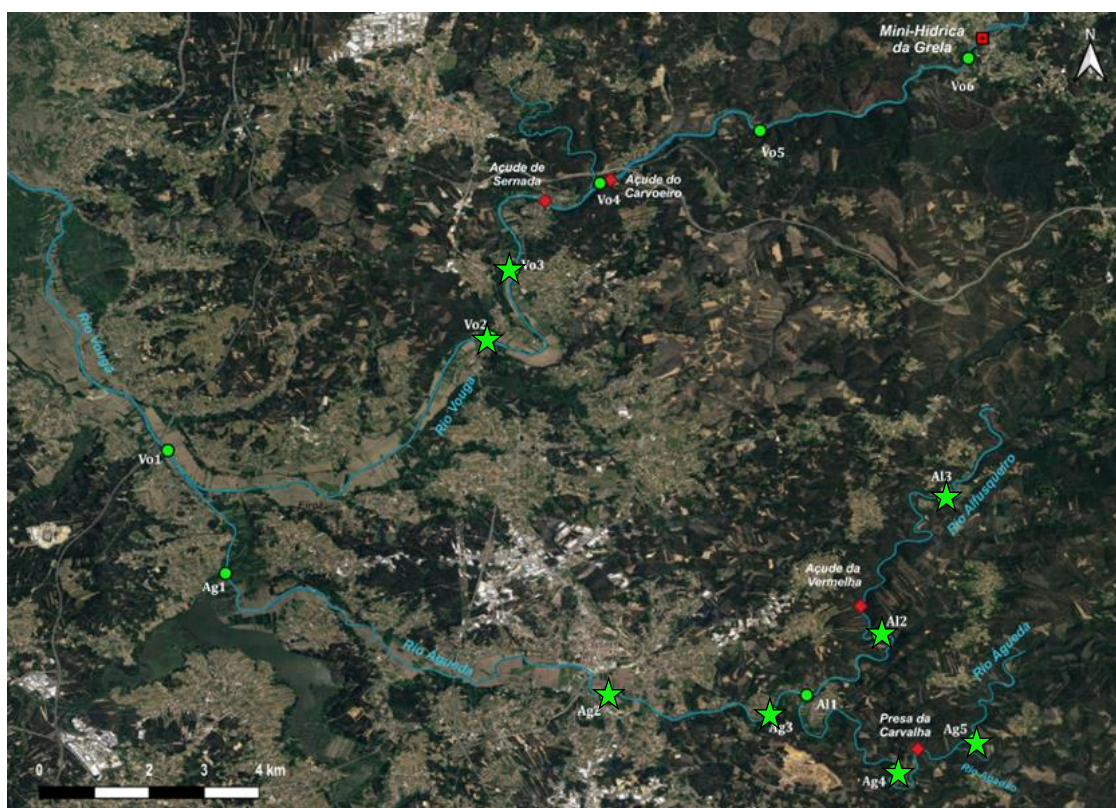 Mini-Hídrica
da Grela
N
Vo6
Vo5
Açude de
Sernada
Açude do
Carvoeiro
Vo4
Vo3
Vo2
Rio Vouga
Rio Vouga
Vo1
Al3
Rio Alfusqueiro
Ag1
Açude da
Vermelha
Al2
Rio Águeda
Rio Águeda
Ag2
Al1
Ag3
Presa da
Carvalha
Ag5
Ag4
Rio Agadão
0 2 4 km